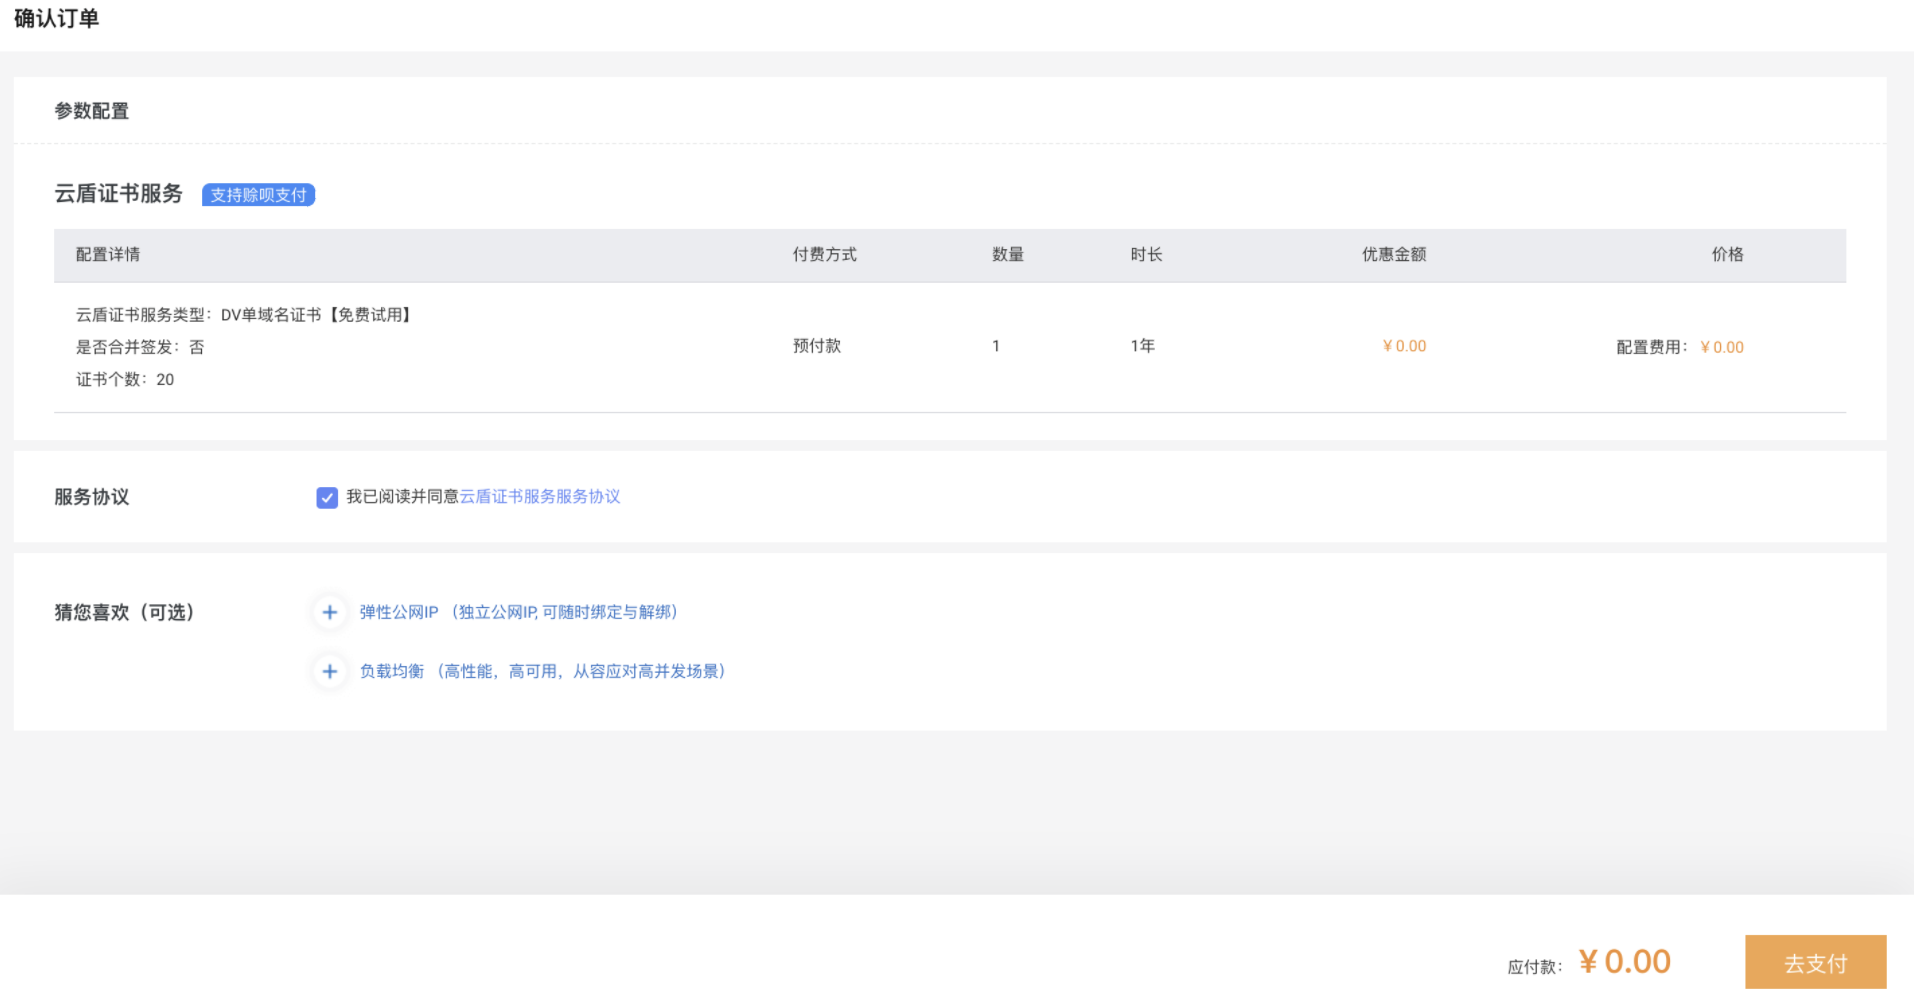 确认订单
参数配置
云盾证书服务 支持赊呗支付
配置详情 付费方式 数量 时长 优惠金额 价格
云盾证书服务类型：DV单域名证书【免费试用】
是否合并签发：否
证书个数：20
预付款 1 1年 ¥ 0.00 配置费用：¥ 0.00
服务协议 我已阅读并同意云盾证书服务服务协议
猜您喜欢（可选） 弹性公网IP （独立公网IP, 可随时绑定与解绑）
负载均衡 （高性能，高可用，从容应对高并发场景）
应付款：¥ 0.00 去支付